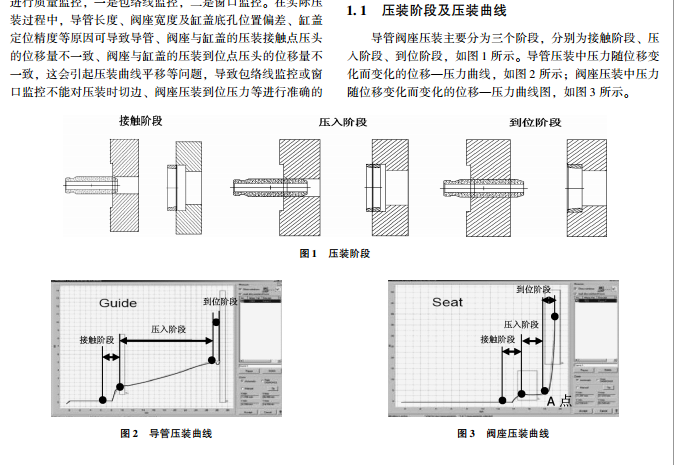 进行质量监控，一是包络线监控，二是窗口监控。在实际压
装过程中，导管长度、阀座宽度及缸盖底孔位置偏差、缸盖
定位精度等原因可导致导管、阀座与缸盖的压装接触点压头
的位移量不一致、阀座与缸盖的压装到位点压头的位移量不
一致，这会引起压装曲线平移等问题，导致包络线监控或窗
口监控不能对压装时切边、阀座压装到位压力等进行准确的
1. 1 压装阶段及压装曲线
导管阀座压装主要分为三个阶段，分别为接触阶段、压
入阶段、到位阶段，如图 1 所示。导管压装中压力随位移变
化而变化的位移—压力曲线，如图 2 所示；阀座压装中压力
随位移变化而变化的位移—压力曲线图，如图 3 所示。
接触阶段
压入阶段
到位阶段
图 1 压装阶段
Guide
到位阶段
压入阶段
接触阶段
图 2 导管压装曲线
Seat
到位阶段
压入阶段
接触阶段
A 点
图 3 阀座压装曲线